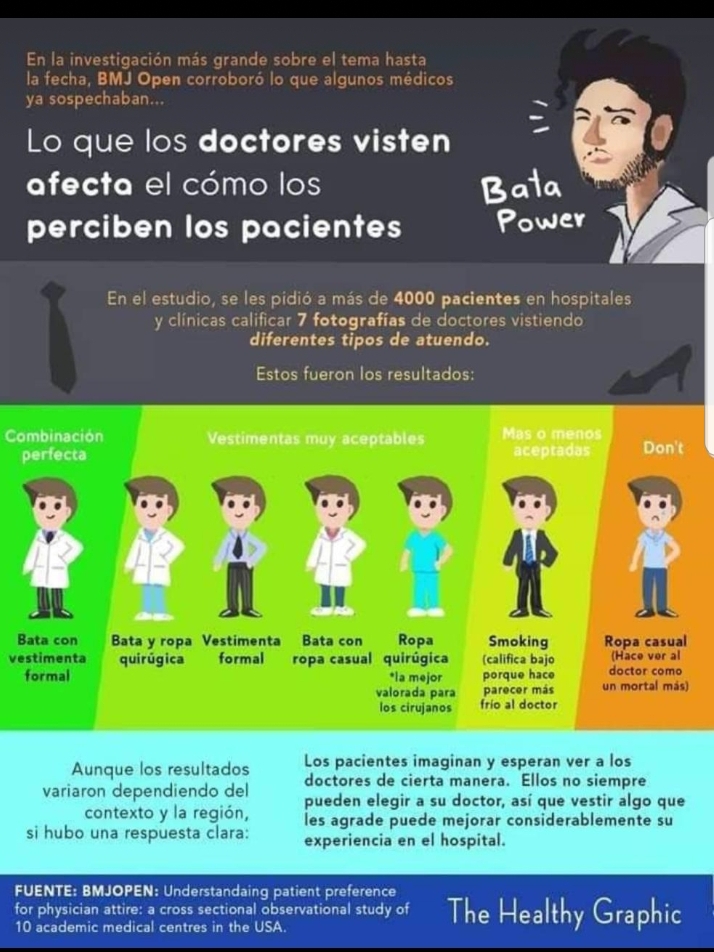 En la investigación más grande sobre el tema hasta
la fecha, BMJ Open corroboró lo que algunos médicos
ya sospechaban...
Lo que los doctores visten
afecta el cómo los
perciben los pacientes
Bata
Power
En el estudio, se les pidió a más de 4000 pacientes en hospitales
y clínicas calificar 7 fotografías de doctores vistiendo
diferentes tipos de atuendo.
Estos fueron los resultados:
Combinación
perfecta
Vestimentas muy aceptables
Mas o menos
aceptadas
Don't
Bata con
vestimenta
formal
Bata y ropa
quirúgica
Vestimenta
formal
Bata con
ropa casual
Ropa
quirúgica
*la mejor
valorada para
los cirujanos
Smoking
(califica bajo
porque hace
parecer más
frío al doctor
Ropa casual
(Hace ver al
doctor como
un mortal más)
Aunque los resultados
variaron dependiendo del
contexto y la región,
si hubo una respuesta clara:
Los pacientes imaginan y esperan ver a los
doctores de cierta manera. Ellos no siempre
pueden elegir a su doctor, así que vestir algo que
les agrade puede mejorar considerablemente su
experiencia en el hospital.
FUENTE: BMJOPEN: Understandaing patient preference
for physician attire: a cross sectional observational study of
10 academic medical centres in the USA.
The Healthy Graphic